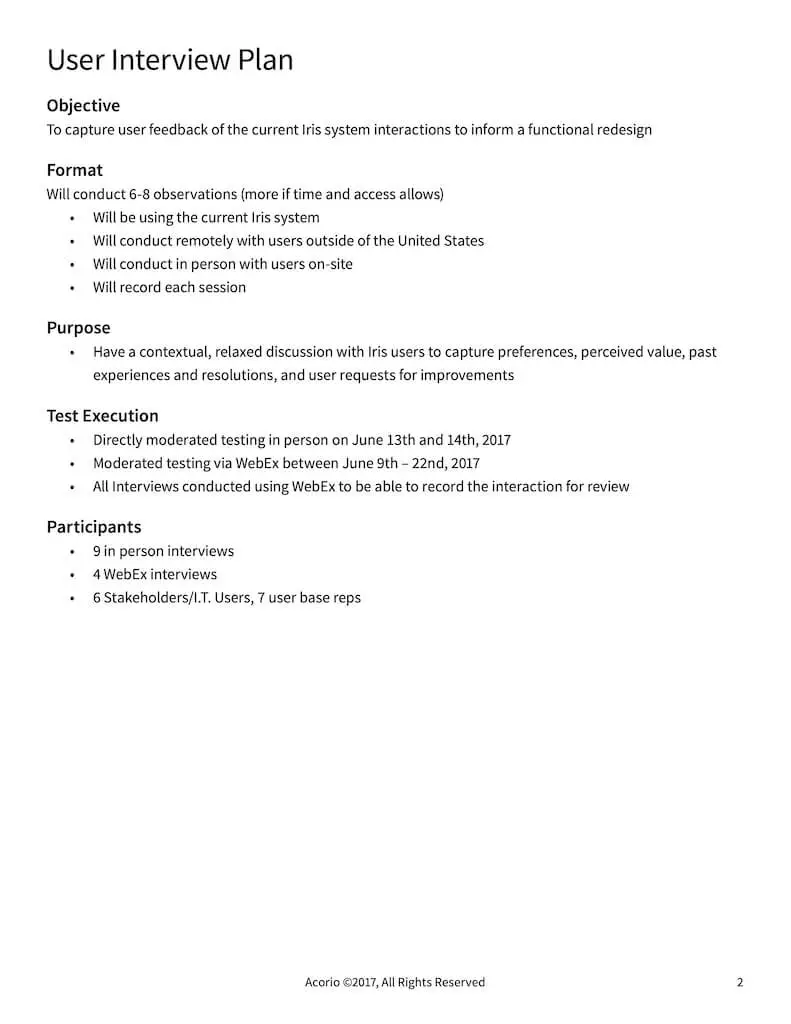 User Interview Plan
Objective
To capture user feedback of the current Iris system interactions to inform a functional redesign
Format
Will conduct 6-8 observations (more if time and access allows)
• Will be using the current Iris system
• Will conduct remotely with users outside of the United States
• Will conduct in person with users on-site
• Will record each session
Purpose
• Have a contextual, relaxed discussion with Iris users to capture preferences, perceived value, past
experiences and resolutions, and user requests for improvements
Test Execution
• Directly moderated testing in person on June 13th and 14th, 2017
• Moderated testing via WebEx between June 9th – 22nd, 2017
• All Interviews conducted using WebEx to be able to record the interaction for review
Participants
• 9 in person interviews
• 4 WebEx interviews
• 6 Stakeholders/I.T. Users, 7 user base reps
Acorio ©2017, All Rights Reserved
2